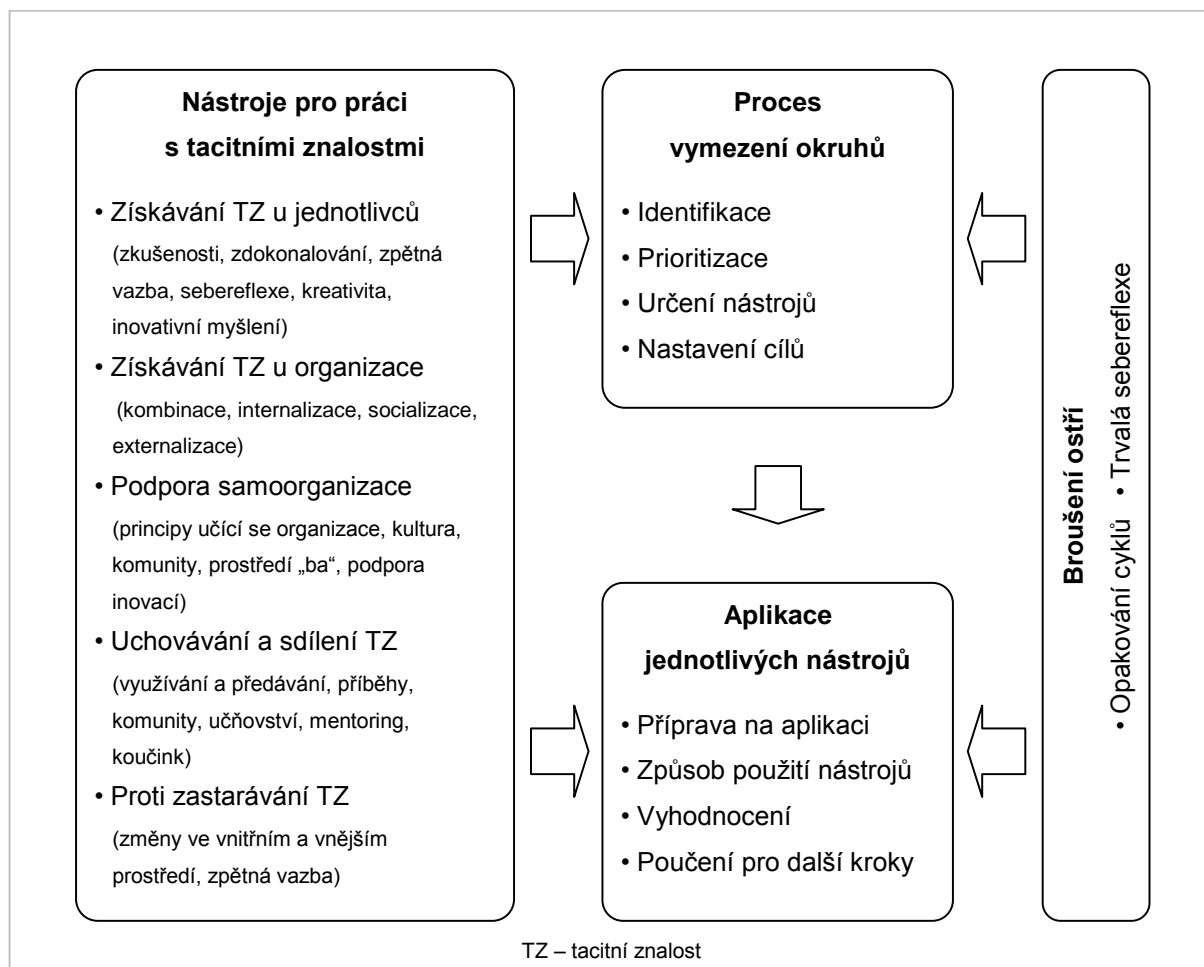 Nástroje pro práci
s tacitními znalostmi
• Získávání TZ u jednotlivců
(zkušenosti, zdokonalování, zpětná
vazba, sebereflexe, kreativita,
inovativní myšlení)
• Získávání TZ u organizace
(kombinace, internalizace, socializace,
externalizace)
• Podpora samoorganizace
(principy učící se organizace, kultura,
komunity, prostředí „ba“, podpora
inovací)
• Uchovávání a sdílení TZ
(využívání a předávání, příběhy,
komunity, učňovství, mentoring,
koučink)
• Proti zastarávání TZ
(změny ve vnitřním a vnějším
prostředí, zpětná vazba)
Proces
vymezení okruhů
• Identifikace
• Prioritizace
• Určení nástrojů
• Nastavení cílů
Aplikace
jednotlivých nástrojů
• Příprava na aplikaci
• Způsob použití nástrojů
• Vyhodnocení
• Poučení pro další kroky
Broušení ostří
• Opakování cyklů • Trvalá sebereflexe
TZ – tacitní znalost